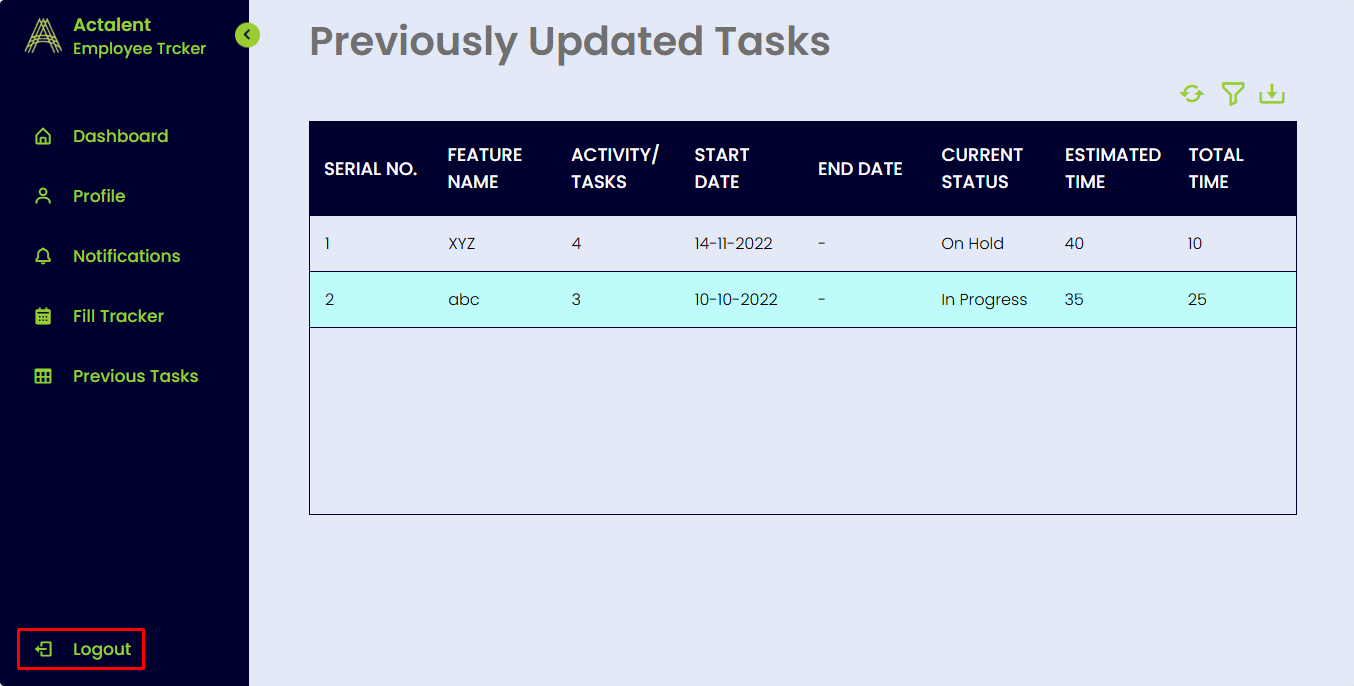 Actalent
Employee Trcker
Dashboard
Profile
Notifications
Fill Tracker
Previous Tasks
Logout
Previously Updated Tasks
SERIAL NO. FEATURE NAME ACTIVITY/ TASKS START DATE END DATE CURRENT STATUS ESTIMATED TIME TOTAL TIME
1 XYZ 4 14-11-2022 - On Hold 40 10
2 abc 3 10-10-2022 - In Progress 35 25